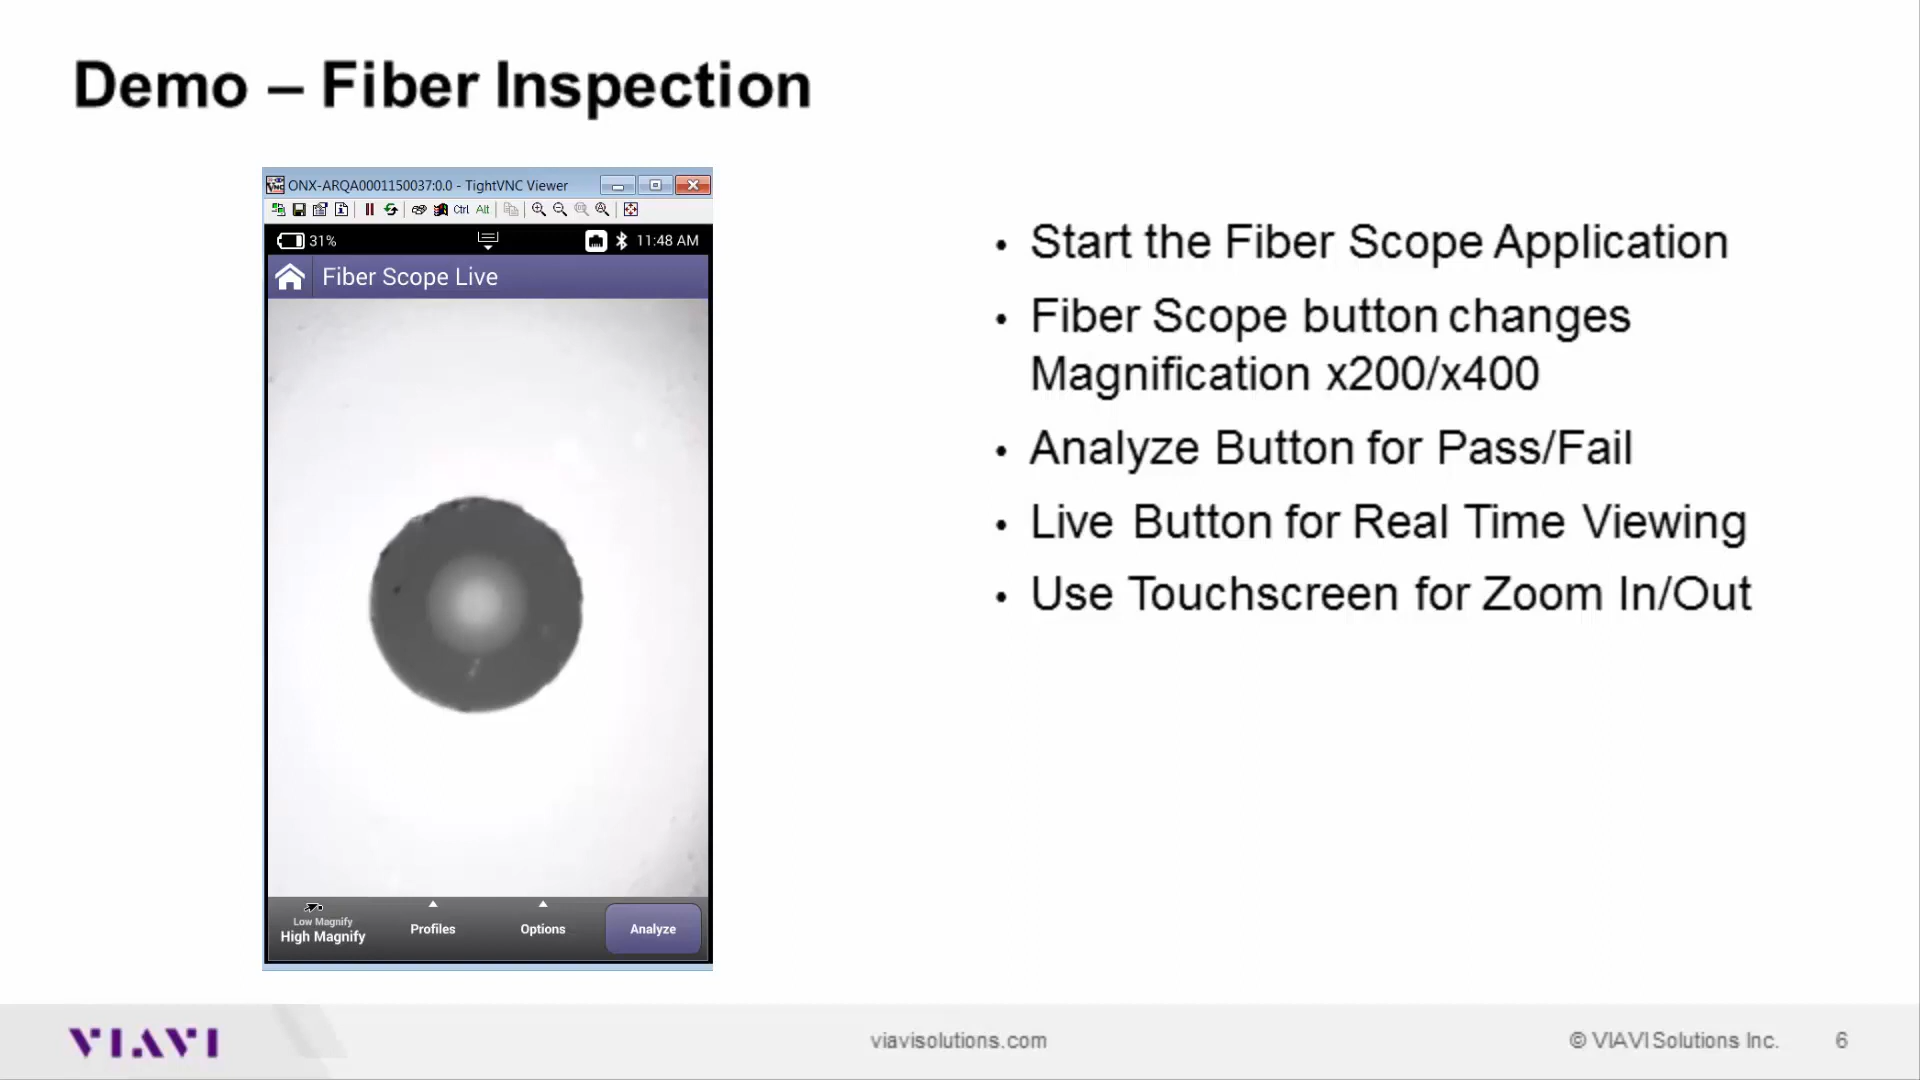 Demo – Fiber Inspection
ONX-ARQA0001150037:0.0 - TightVNC Viewer
Ctrl Alt
31%
11:48 AM
Fiber Scope Live
Low Magnify
High Magnify
Profiles
Options
Analyze
• Start the Fiber Scope Application
• Fiber Scope button changes
Magnification x200/x400
• Analyze Button for Pass/Fail
• Live Button for Real Time Viewing
• Use Touchscreen for Zoom In/Out
VIAVI
viavisolutions.com
© VIAVI Solutions Inc.
6